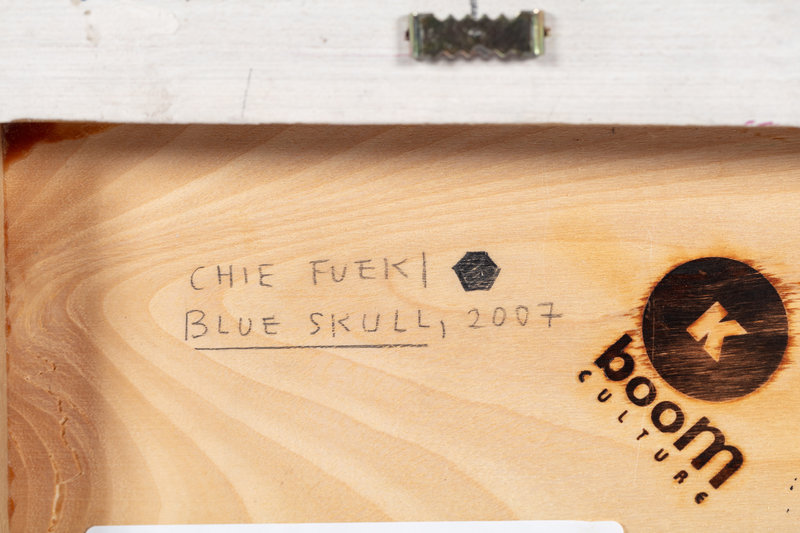 CHIE FUEKI
BLUE SKULL, 2007
K
boom
CULTURE